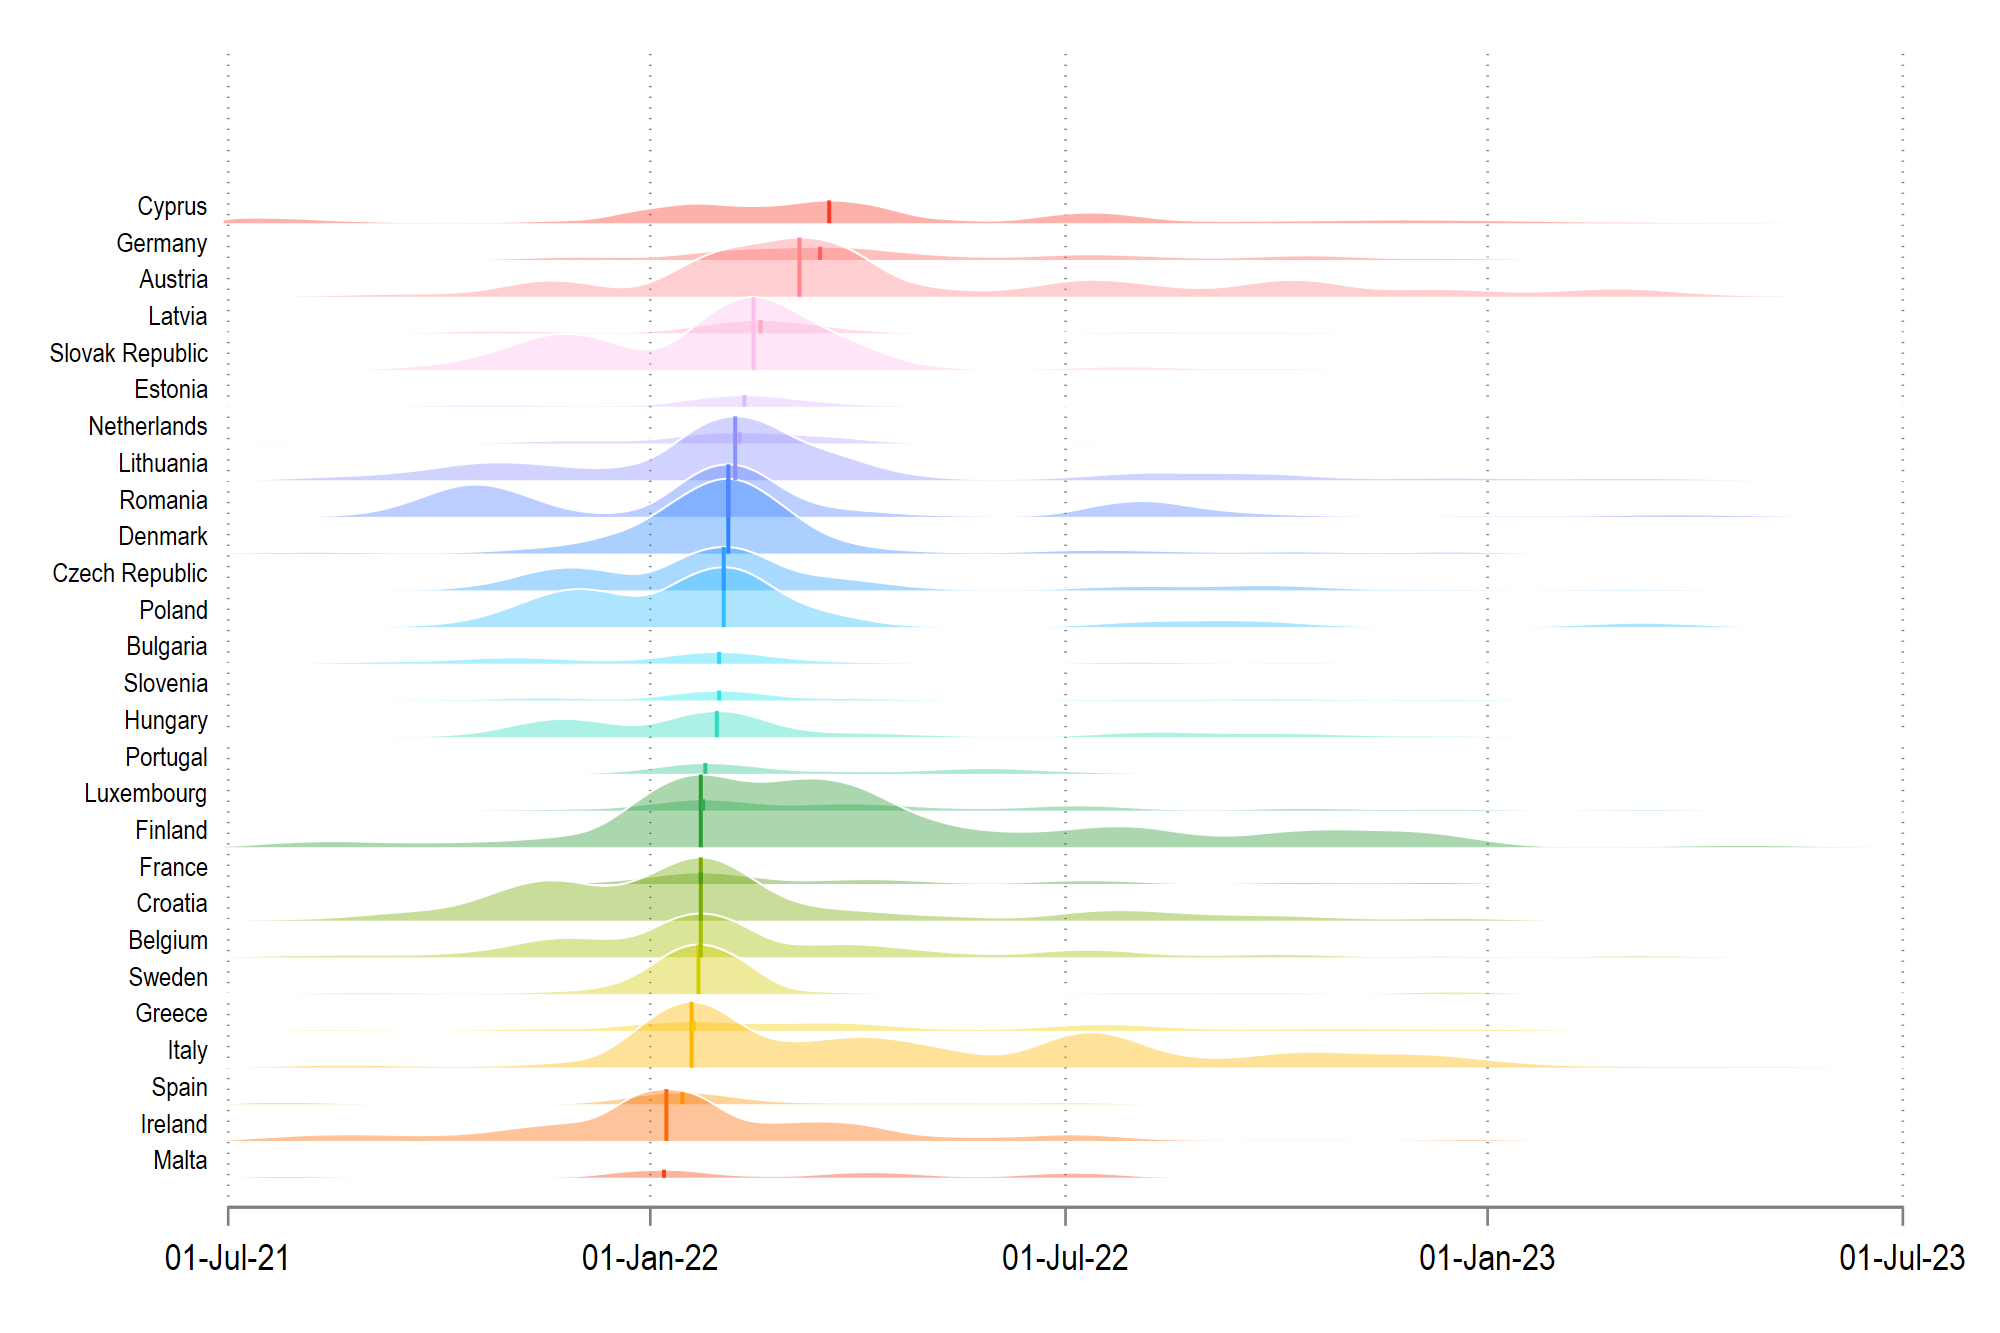 Cyprus
Germany
Austria
Latvia
Slovak Republic
Estonia
Netherlands
Lithuania
Romania
Denmark
Czech Republic
Poland
Bulgaria
Slovenia
Hungary
Portugal
Luxembourg
Finland
France
Croatia
Belgium
Sweden
Greece
Italy
Spain
Ireland
Malta
01-Jul-21 01-Jan-22 01-Jul-22 01-Jan-23 01-Jul-23